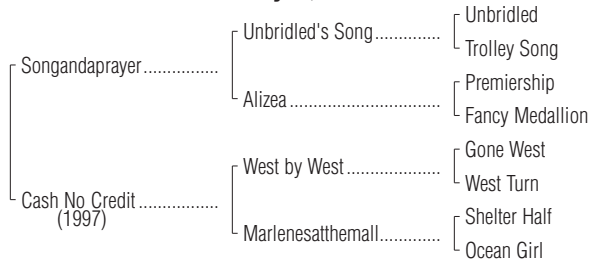 Unbridled
Unbridled's Song..............
Trolley Song
Songandaprayer................
Premiership
Alizea ................................
Fancy Medallion
Gone West
West by West....................
West Turn
Cash No Credit .................
(1997)
Shelter Half
Marlenesatthemall.............
Ocean Girl